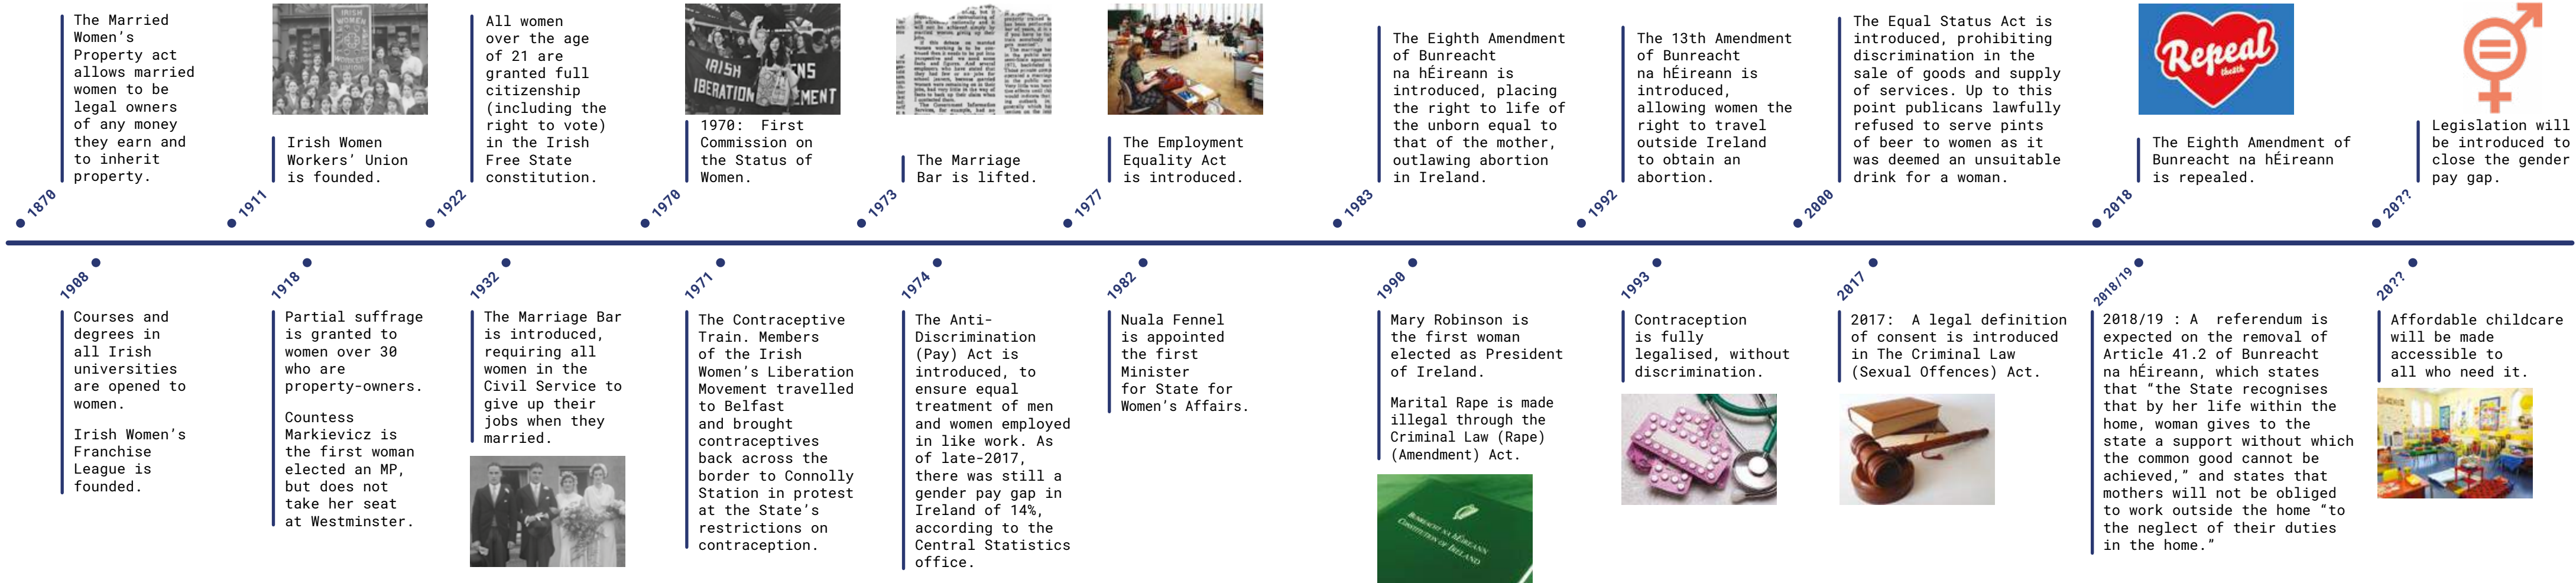 The Married
Women's
Property act
allows married
women to be
legal owners
of any money
they earn and
to inherit
property.
1870
IRISH
WOMEN
Irish Women
Workers' Union
is founded.
1911
All women
over the age
of 21 are
granted full
citizenship
(including the
right to vote)
in the Irish
Free State
constitution.
1922
IRISH
LIBERATION
1970:  First
Commission on
the Status of
Women.
1970
The Marriage
Bar is lifted.
1973
The Employment
Equality Act
is introduced.
1977
The Eighth Amendment
of Bunreacht
na hÉireann is
introduced, placing
the right to life of
the unborn equal to
that of the mother,
outlawing abortion
in Ireland.
1983
The 13th Amendment
of Bunreacht
na hÉireann is
introduced,
allowing women the
right to travel
outside Ireland
to obtain an
abortion.
1992
The Equal Status Act is
introduced, prohibiting
discrimination in the
sale of goods and supply
of services. Up to this
point publicans lawfully
refused to serve pints
of beer to women as it
was deemed an unsuitable
drink for a woman.
2000
Repeal
the 8th
The Eighth Amendment of
Bunreacht na hÉireann
is repealed.
2018
Legislation will
be introduced to
close the gender
pay gap.
20??
1908
Courses and
degrees in
all Irish
universities
are opened to
women.
Irish Women's
Franchise
League is
founded.
1918
Partial suffrage
is granted to
women over 30
who are
property-owners.
Countess
Markievicz is
the first woman
elected an MP,
but does not
take her seat
at Westminster.
1932
The Marriage Bar
is introduced,
requiring all
women in the
Civil Service to
give up their
jobs when they
married.
1971
The Contraceptive
Train. Members
of the Irish
Women's Liberation
Movement travelled
to Belfast
and brought
contraceptives
back across the
border to Connolly
Station in protest
at the State's
restrictions on
contraception.
1974
The Anti-
Discrimination
(Pay) Act is
introduced, to
ensure equal
treatment of men
and women employed
in like work. As
of late-2017,
there was still a
gender pay gap in
Ireland of 14%,
according to the
Central Statistics
office.
1982
Nuala Fennel
is appointed
the first
Minister
for State for
Women's Affairs.
1990
Mary Robinson is
the first woman
elected as President
of Ireland.
Marital Rape is made
illegal through the
Criminal Law (Rape)
(Amendment) Act.
BUNREACHT NA hÉIREANN
CONSTITUTION OF IRELAND
1993
Contraception
is fully
legalised, without
discrimination.
2017
2017:  A legal definition
of consent is introduced
in The Criminal Law
(Sexual Offences) Act.
2018/19
2018/19 : A  referendum is
expected on the removal of
Article 41.2 of Bunreacht
na hÉireann, which states
that “the State recognises
that by her life within the
home, woman gives to the
state a support without which
the common good cannot be
achieved,” and states that
mothers will not be obliged
to work outside the home “to
the neglect of their duties
in the home.”
20??
Affordable childcare
will be made
accessible to
all who need it.